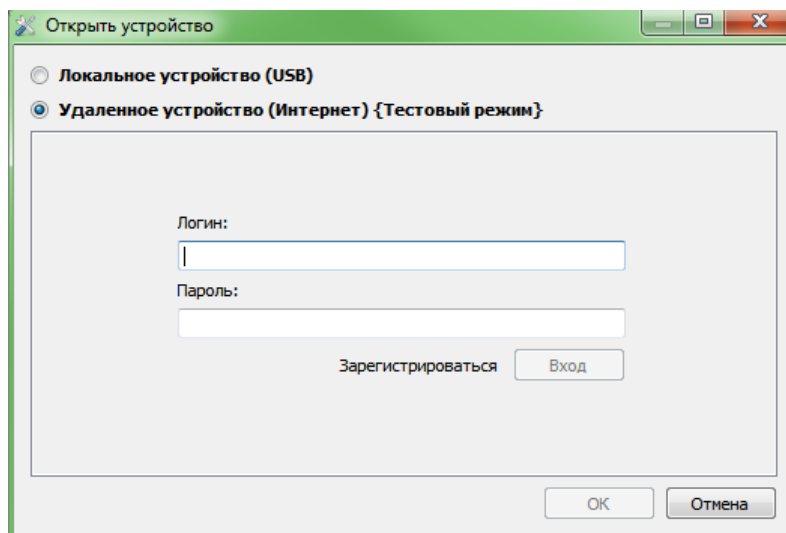 Открыть устройство
Локальное устройство (USB)
Удаленное устройство (Интернет) {Тестовый режим}
Логин:
Пароль:
Зарегистрироваться Вход
OK Отмена